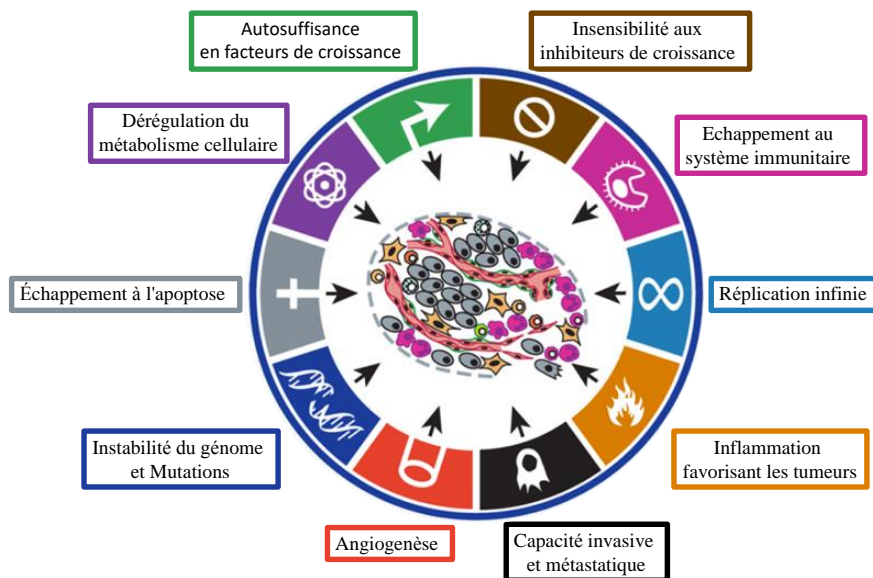 Autosuffisance
en facteurs de croissance
Insensibilité aux
inhibiteurs de croissance
Dérégulation du
métabolisme cellulaire
Echappement au
système immunitaire
Échappement à l'apoptose
Réplication infinie
Instabilité du génome
et Mutations
Inflammation
favorisant les tumeurs
Angiogenèse
Capacité invasive
et métastatique